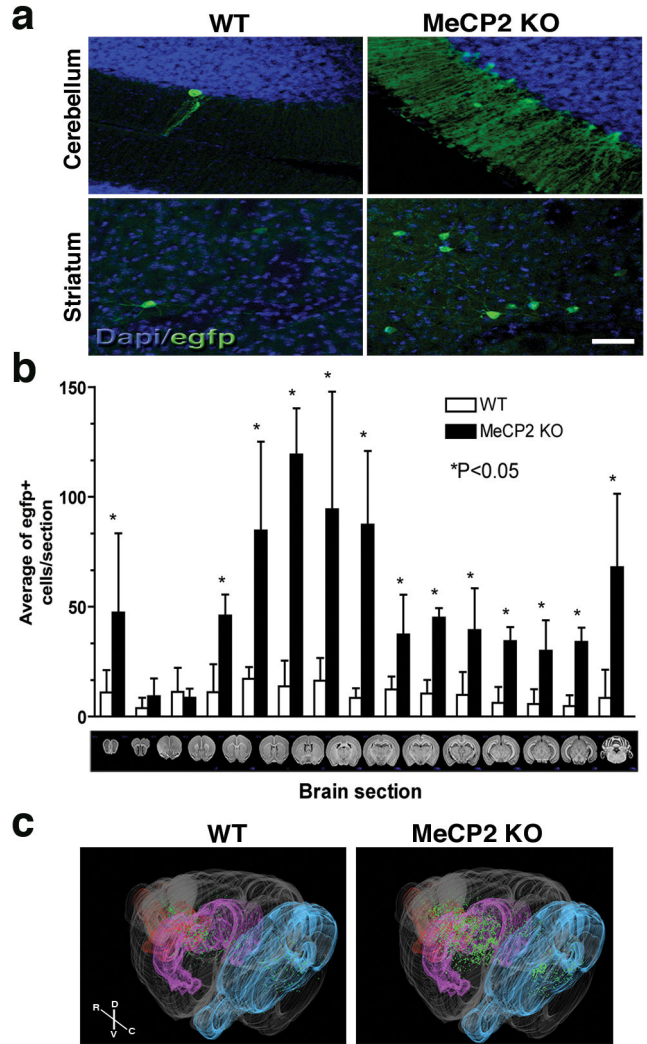 a
WT MeCP2 KO
Cerebellum
Striatum
Dapi/egfp
b
150
100
50
0
Average of egfp+
cells/section
WT
MeCP2 KO
*P<0.05
* * * * * * * * * * * * *
Brain section
c
WT MeCP2 KO
R D
V C